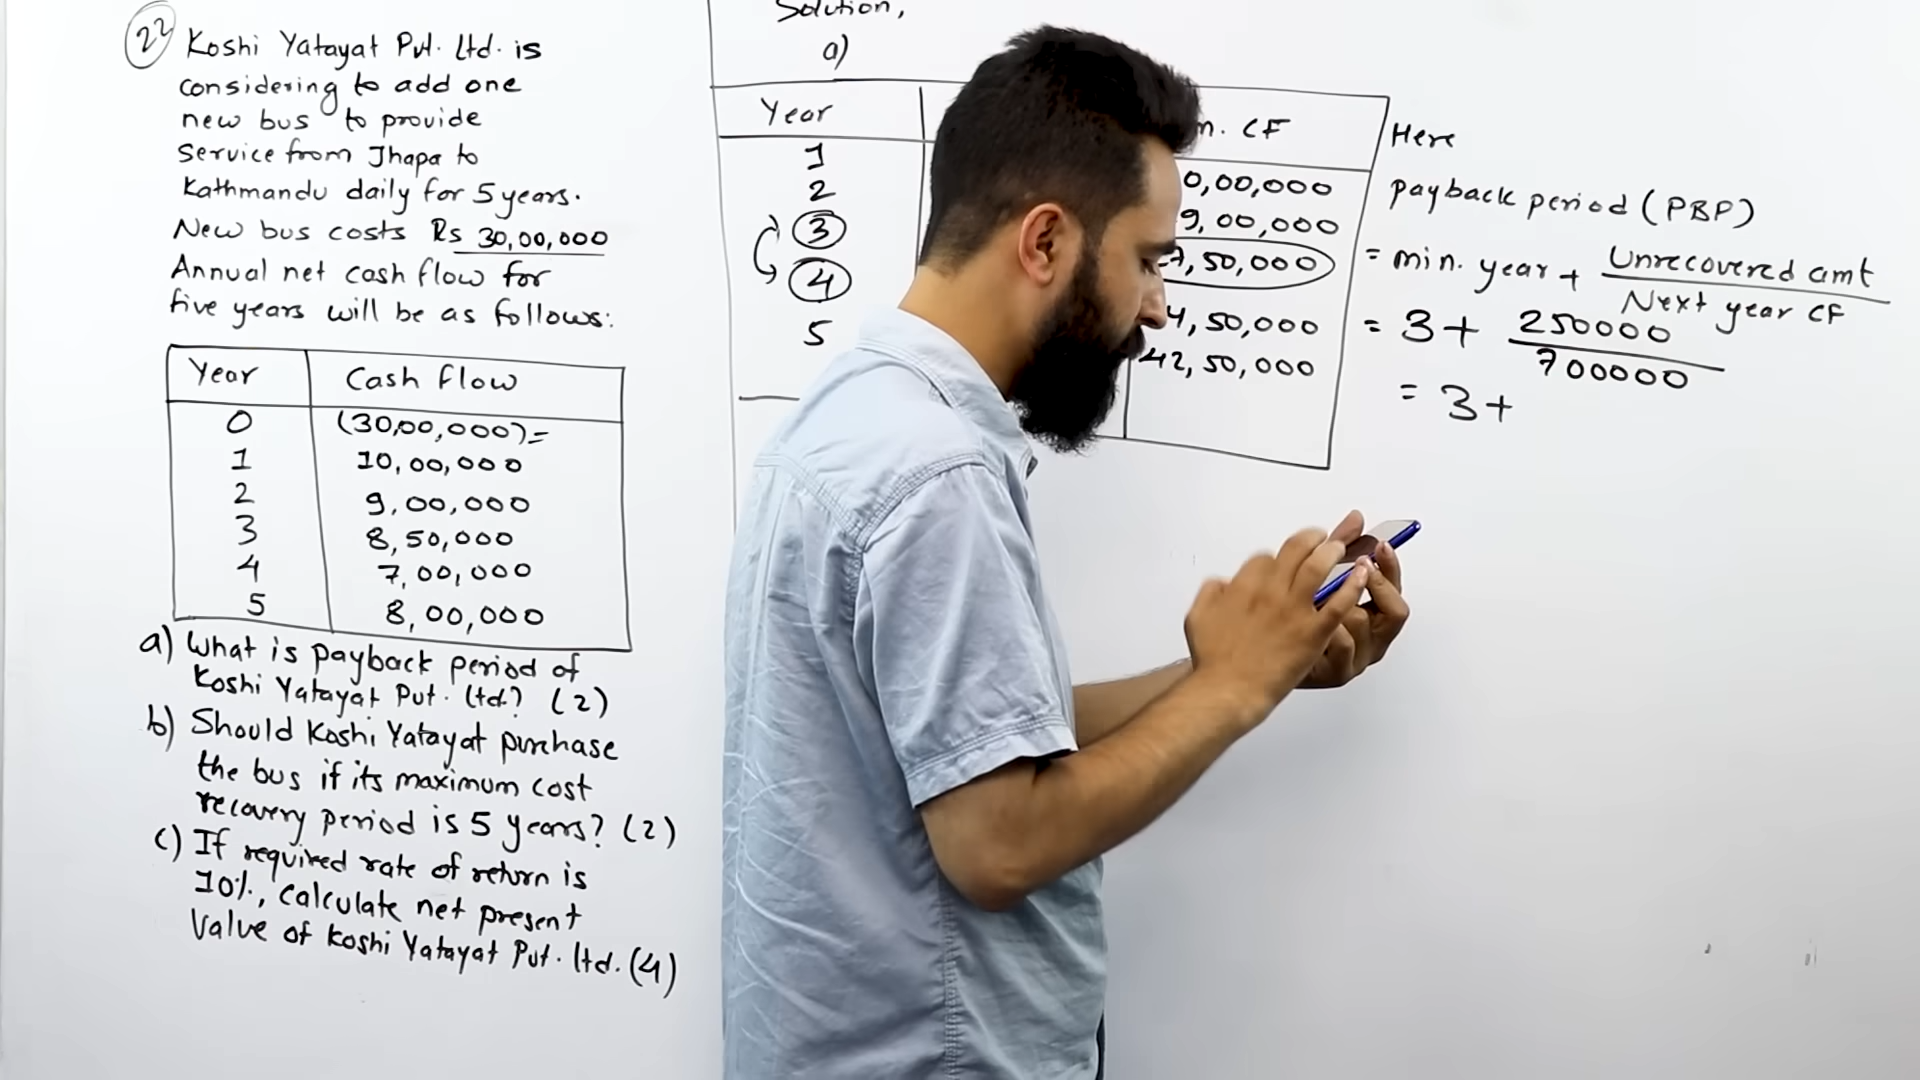 22
Koshi Yatayat Pvt. Ltd. is
considering to add one
new bus to provide
Service from Jhapa to
Kathmandu daily for 5 years.
New bus costs Rs 30,00,000
Annual net cash flow for
five years will be as follows:
Year Cash flow
0 (30,00,000)=
1 10,00,000
2 9,00,000
3 8,50,000
4 7,00,000
5 8,00,000
a) What is payback period of
Koshi Yatayat Pvt. Ltd.? (2)
b) Should Koshi Yatayat purchase
the bus if its maximum cost
recovery period is 5 years? (2)
c) If required rate of return is
10%, calculate net present
Value of Koshi Yatayat Pvt. Ltd. (4)
Solution,
a)
Year m. CF
1 0,00,000
2 9,00,000
3 7,50,000
4 4,50,000
5 42,50,000
Here
payback period (PBP)
= min. year + Unrecovered amt
Next year CF
= 3 + 250000
700000
= 3 +